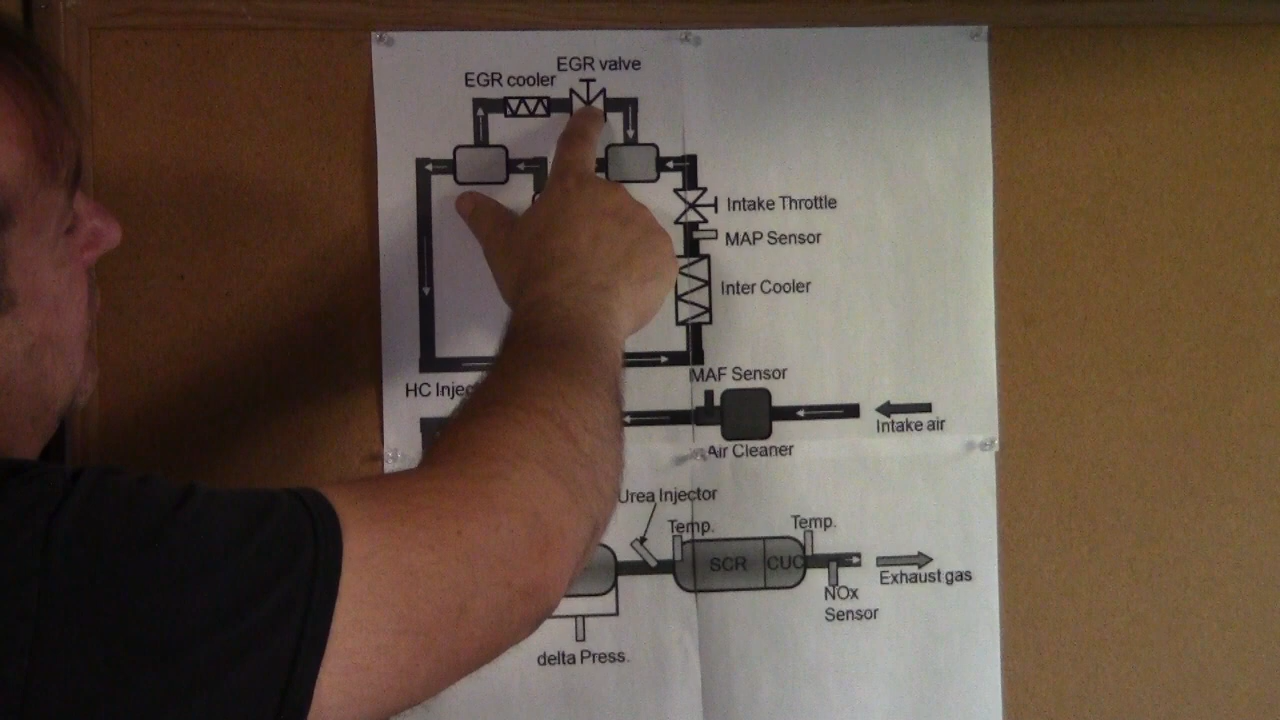 EGR valve
EGR cooler
Intake Throttle
MAP Sensor
Inter Cooler
MAF Sensor
HC Injec
Intake air
Air Cleaner
Urea Injector
Temp.
Temp.
SCR
CUC
Exhaust gas
NOx
Sensor
delta Press.